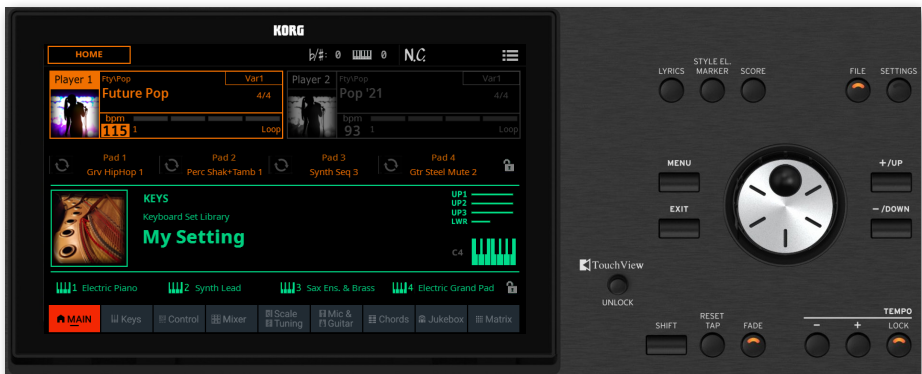 KORG
HOME
♭/♯: 0 0 N.C.
Player 1 Fty\Pop Var1
Future Pop 4/4
bpm
115 1 Loop
Player 2 Fty\Pop Var1
Pop '21 4/4
bpm
93 1 Loop
Pad 1
Grv HipHop 1
Pad 2
Perc Shak+Tamb 1
Pad 3
Synth Seq 3
Pad 4
Gtr Steel Mute 2
KEYS
Keyboard Set Library
My Setting
UP1
UP2
UP3
LWR
C4
1 Electric Piano
2 Synth Lead
3 Sax Ens. & Brass
4 Electric Grand Pad
MAIN
Keys
Control
Mixer
Scale
Tuning
Mic &
Guitar
Chords
Jukebox
Matrix
LYRICS
STYLE EL.
MARKER
SCORE
FILE
SETTINGS
MENU
+/UP
EXIT
−/DOWN
TouchView
UNLOCK
SHIFT
RESET
TAP
FADE
TEMPO
−
+
LOCK